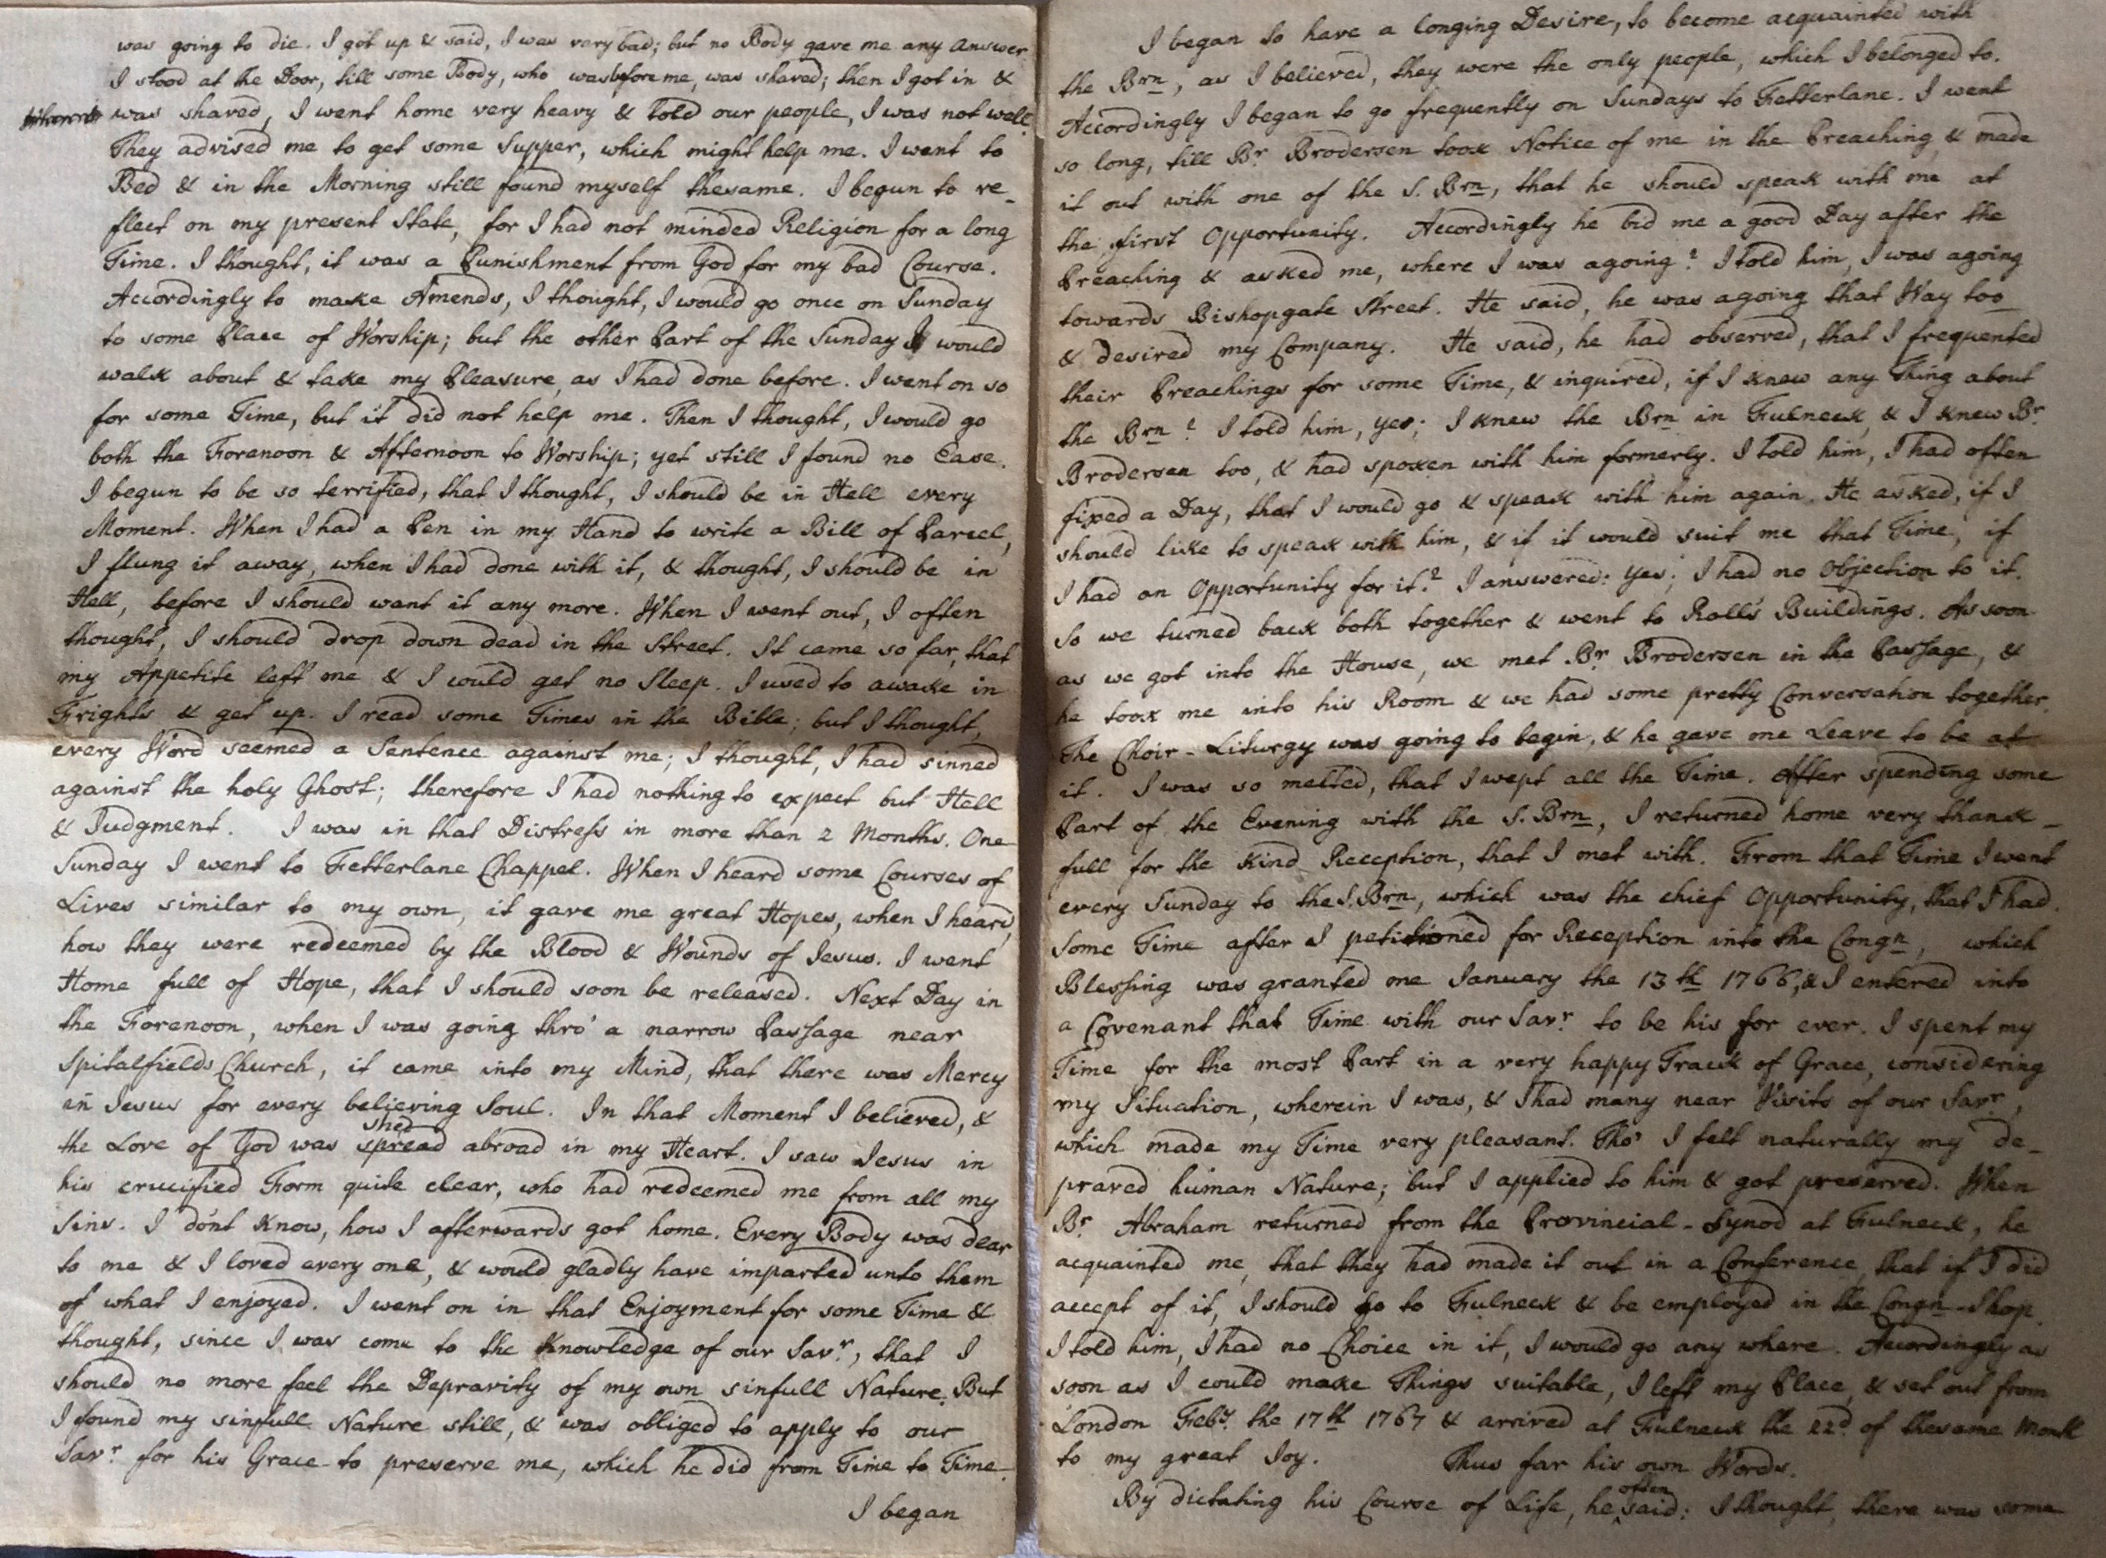 was going to die. I got up & said, I was very bad; but no Body gave me any answer
I stood at the Door, till some Body, who was before me, was shaved; then I got in &
was shaved, I went home very heavy & told our people, I was not well.
They advised me to get some Supper, which might help me. I went to
Bed & in the Morning still found myself thesame. I begun to re-
flect on my present State, for I had not minded Religion for a long
Time. I thought, it was a Punishment from God for my bad Course.
Accordingly to make Amends, I thought, I would go once on Sunday
to some Place of Worship; but the other Part of the Sunday I would
walk about & take my Pleasure, as I had done before. I went on so
for some Time, but it did not help me. Then I thought, I would go
both the Forenoon & Afternoon to Worship; yet still I found no Ease.
I begun to be so terrified, that I thought, I should be in Hell every
Moment. When I had a Pen in my Hand to write a Bill of Parcel,
I flung it away, when I had done with it, & thought, I should be in
Hell, before I should want it any more. When I went out, I often
thought, I should drop down dead in the Street. It came so far, that
my Appetite left me & I could get no Sleep. I used to awake in
Frights & get up. I read some Times in the Bible; but I thought,
every Word seemed a Sentence against me; I thought, I had sinned
against the holy Ghost; therefore I had nothing to expect but Hell
& Judgment. I was in that Distress in more than 2 Months. One
Sunday I went to Fetterlane Chappel. When I heard some Courses of
Lives similar to my own, it gave me great Hopes, when I heard,
how they were redeemed by the Blood & Wounds of Jesus. I went
Home full of Hope, that I should soon be released. Next Day in
the Forenoon, when I was going thro' a narrow Passage near
Spitalfields Church, it came into my Mind, that there was Mercy
in Jesus for every believing Soul. In that Moment I believed, &
the Love of God was spread shed abroad in my Heart. I saw Jesus in
his crucified Form quite clear, who had redeemed me from all my
Sins. I dont know, how I afterwards got home. Every Body was dear
to me & I loved every one, & would gladly have imparted unto them
of what I enjoyed. I went on in that Enjoyment for some Time &
thought, since I was come to the Knowledge of our Savr., that I
should no more feel the Depravity of my own sinfull Nature. But
I found my sinfull Nature still, & was obliged to apply to our
Savr. for his Grace to preserve me, which he did from Time to Time.
I began
I began to have a longing Desire, to become acquainted with
the Brn, as I believed, they were the only people, which I belonged to.
Accordingly I began to go frequently on Sundays to Fetterlane. I went
so long, till Br. Brodersen took Notice of me in the Preaching & made
it out with one of the S. Brn, that he should speak with me at
the first Opportunity. Accordingly he bid me a good Day after the
Preaching & asked me, where I was agoing? I told him, I was agoing
towards Bishopgate Street. He said, he was agoing that Way too
& desired my Company. He said, he had observed, that I frequented
their Preachings for some Time, & inquired, if I knew any Thing about
the Brn? I told him, yes; I knew the Brn in Fulneck, & I knew Br.
Brodersen too, & had spoken with him formerly. I told him, I had often
fixed a Day, that I would go & speak with him again. He asked, if I
should like to speak with him, & if it would suit me that Time, if
I had an Opportunity for it? I answered: yes; I had no Objection to it.
So we turned back both together & went to Rolls Buildings. As soon
as we got into the House, we met Br. Brodersen in the Passage, &
he took me into his Room & we had some pretty Conversation together.
The Choir-Liturgy was going to begin, & he gave me Leave to be at
it. I was so melted, that I wept all the Time. After spending some
Part of the Evening with the S. Brn, I returned home very thank-
full for the kind Reception, that I met with. From that Time I went
every Sunday to the S. Brn, which was the chief Opportunity, that I had.
Some Time after I petitioned for Reception into the Congn, which
Blessing was granted me January the 13th 1766, & I entered into
a Covenant that Time with our Savr. to be his for ever. I spent my
Time for the most Part in a very happy Track of Grace, considering
my Situation, wherein I was, & I had many near Visits of our Savr.,
which made my Time very pleasant. Tho' I felt naturally my de-
praved human Nature; but I applied to him & got preserved. When
Br. Abraham returned from the Provincial-Synod at Fulneck, he
acquainted me, that they had made it out in a Conference, that if I did
accept of it, I should go to Fulneck & be employed in the Congn-Shop.
I told him, I had no Choice in it, I would go any where. Acordingly as
soon as I could make Things suitable, I left my Place, & set out from
London Feby. the 17th 1767 & arrived at Fulneck the 22d of thesame Month
to my great Joy. Thus far his own Words.
By dictating his Course of Life, he often said: I thought, there was some